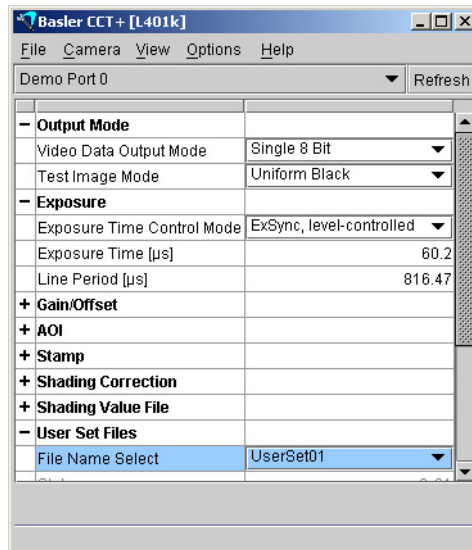 Basler CCT+ [L401k]
File Camera View Options Help
Demo Port 0 Refresh
− Output Mode
Video Data Output Mode Single 8 Bit
Test Image Mode Uniform Black
− Exposure
Exposure Time Control Mode ExSync, level-controlled
Exposure Time [µs] 60.2
Line Period [µs] 816.47
+ Gain/Offset
+ AOI
+ Stamp
+ Shading Correction
+ Shading Value File
− User Set Files
File Name Select UserSet01